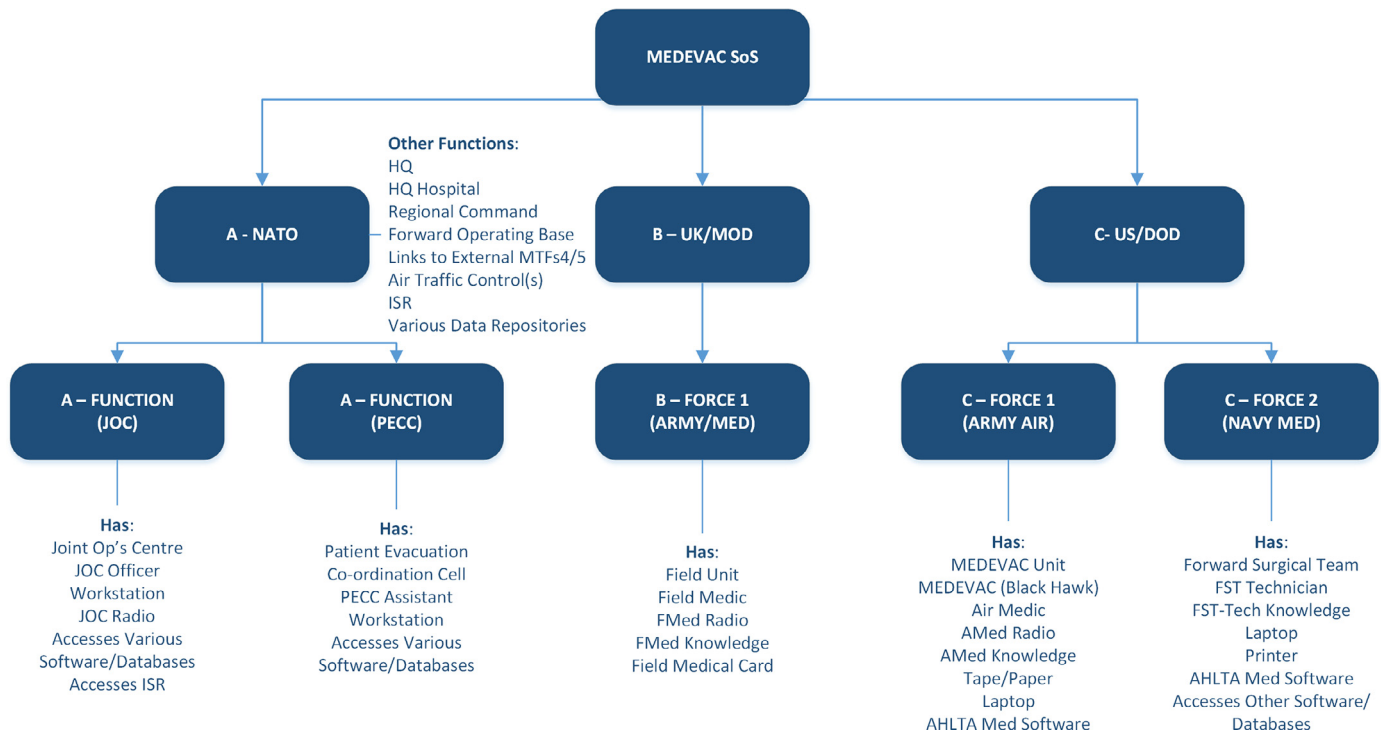 MEDEVAC SoS
A - NATO
Other Functions:
HQ
HQ Hospital
Regional Command
Forward Operating Base
Links to External MTFs4/5
Air Traffic Control(s)
ISR
Various Data Repositories
B – UK/MOD
C- US/DOD
A – FUNCTION
(JOC)
A – FUNCTION
(PECC)
B – FORCE 1
(ARMY/MED)
C – FORCE 1
(ARMY AIR)
C – FORCE 2
(NAVY MED)
Has:
Joint Op's Centre
JOC Officer
Workstation
JOC Radio
Accesses Various
Software/Databases
Accesses ISR
Has:
Patient Evacuation
Co-ordination Cell
PECC Assistant
Workstation
Accesses Various
Software/Databases
Has:
Field Unit
Field Medic
FMed Radio
FMed Knowledge
Field Medical Card
Has:
MEDEVAC Unit
MEDEVAC (Black Hawk)
Air Medic
AMed Radio
AMed Knowledge
Tape/Paper
Laptop
AHLTA Med Software
Has:
Forward Surgical Team
FST Technician
FST-Tech Knowledge
Laptop
Printer
AHLTA Med Software
Accesses Other Software/
Databases